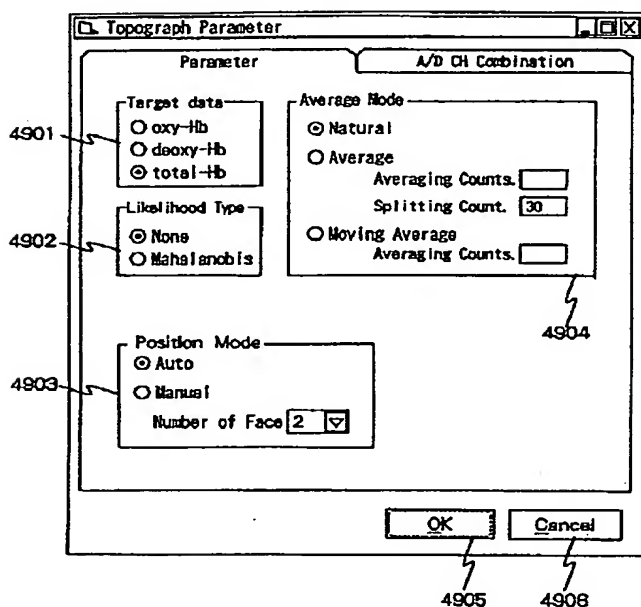 Topograph Parameter
Parameter
A/D CH Combination
Target data
oxy-Hb
deoxy-Hb
total-Hb
4901
Likelihood Type
None
Mahalanobis
4902
Average Mode
Natural
Average
Averaging Counts.
Splitting Count. 30
Moving Average
Averaging Counts.
4904
Position Mode
Auto
Manual
Number of Face 2
4903
OK
Cancel
4905
4906